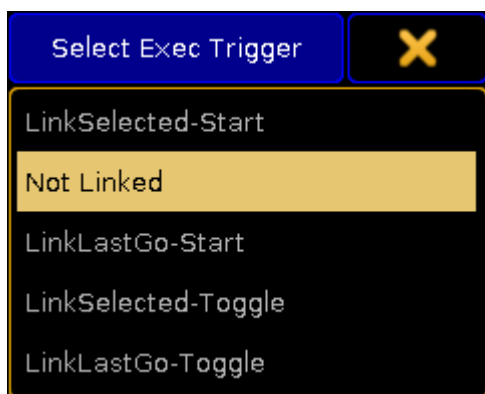 Select Exec Trigger
LinkSelected-Start
Not Linked
LinkLastGo-Start
LinkSelected-Toggle
LinkLastGo-Toggle